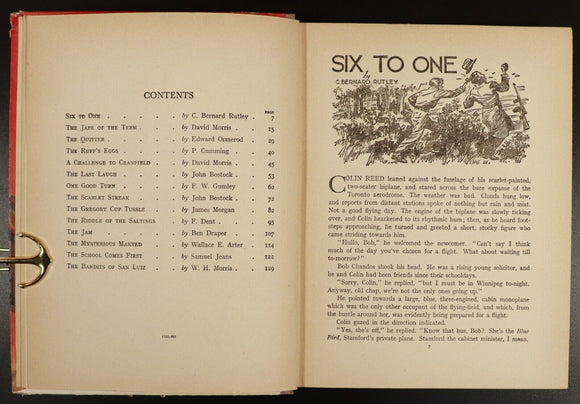 CONTENTS
PAGE
Six to One . . . . . by C. Bernard Rutley . 7
The Jape of the Term . . . by David Morris . . 15
The Quitter . . . . . by Edward Ormerod . 29
The Ruff's Eggs . . . . by P. Cumming . . 40
A Challenge to Cranfield . . by David Morris . . 45
The Last Laugh . . . . by John Bostock . . 58
One Good Turn . . . . by F. W. Gumley . . 62
The Scarlet Streak . . . by John Bostock . . 72
The Gregory Cup Tussle . . by James Morgan . . 82
The Riddle of the Saltings . by F. Dent . . . 95
The Jam . . . . . by Ben Draper . . 107
The Mysterious Masted . . by Wallace E. Arter . 114
The School Comes First . . by Samuel Jeans . . 122
The Bandits of San Luiz . . by W. H. Morris . . 129
SIX TO ONE
by
C. BERNARD RUTLEY
COLIN REED leaned against the fuselage of his scarlet-painted,
two-seater biplane, and stared across the bare expanse of the
Toronto aerodrome. The weather was bad. Clouds hung low,
and reports from distant stations spoke of nothing but rain and mist.
Not a good flying day. The engine of the biplane was slowly ticking
over, and Colin hearkened to its rhythmic hum; then, as he heard foot-
steps approaching, he turned and greeted a short, stocky figure who
came striding towards him.
"Hullo, Bob," he welcomed the newcomer. "Can't say I think
much of the day you've chosen for a flight. What about waiting till
to-morrow?"
Bob Chandos shook his head. He was a rising young solicitor, and
he and Colin had been friends since their schooldays.
"Sorry, Colin," he replied, "but I must be in Winnipeg to-night.
Anyway, old chap, we're not the only ones going up."
He pointed towards a large, blue, three-engined, cabin monoplane
which was the only other occupant of the flying-field, and which, from
the bustle around her, was evidently being prepared for a flight.
Colin gazed in the direction indicated.
"Yes, she's off," he replied. "Know that bus, Bob? She's the Blue
Bird, Stamford's private plane. Stamford the cabinet minister, I mean,
7